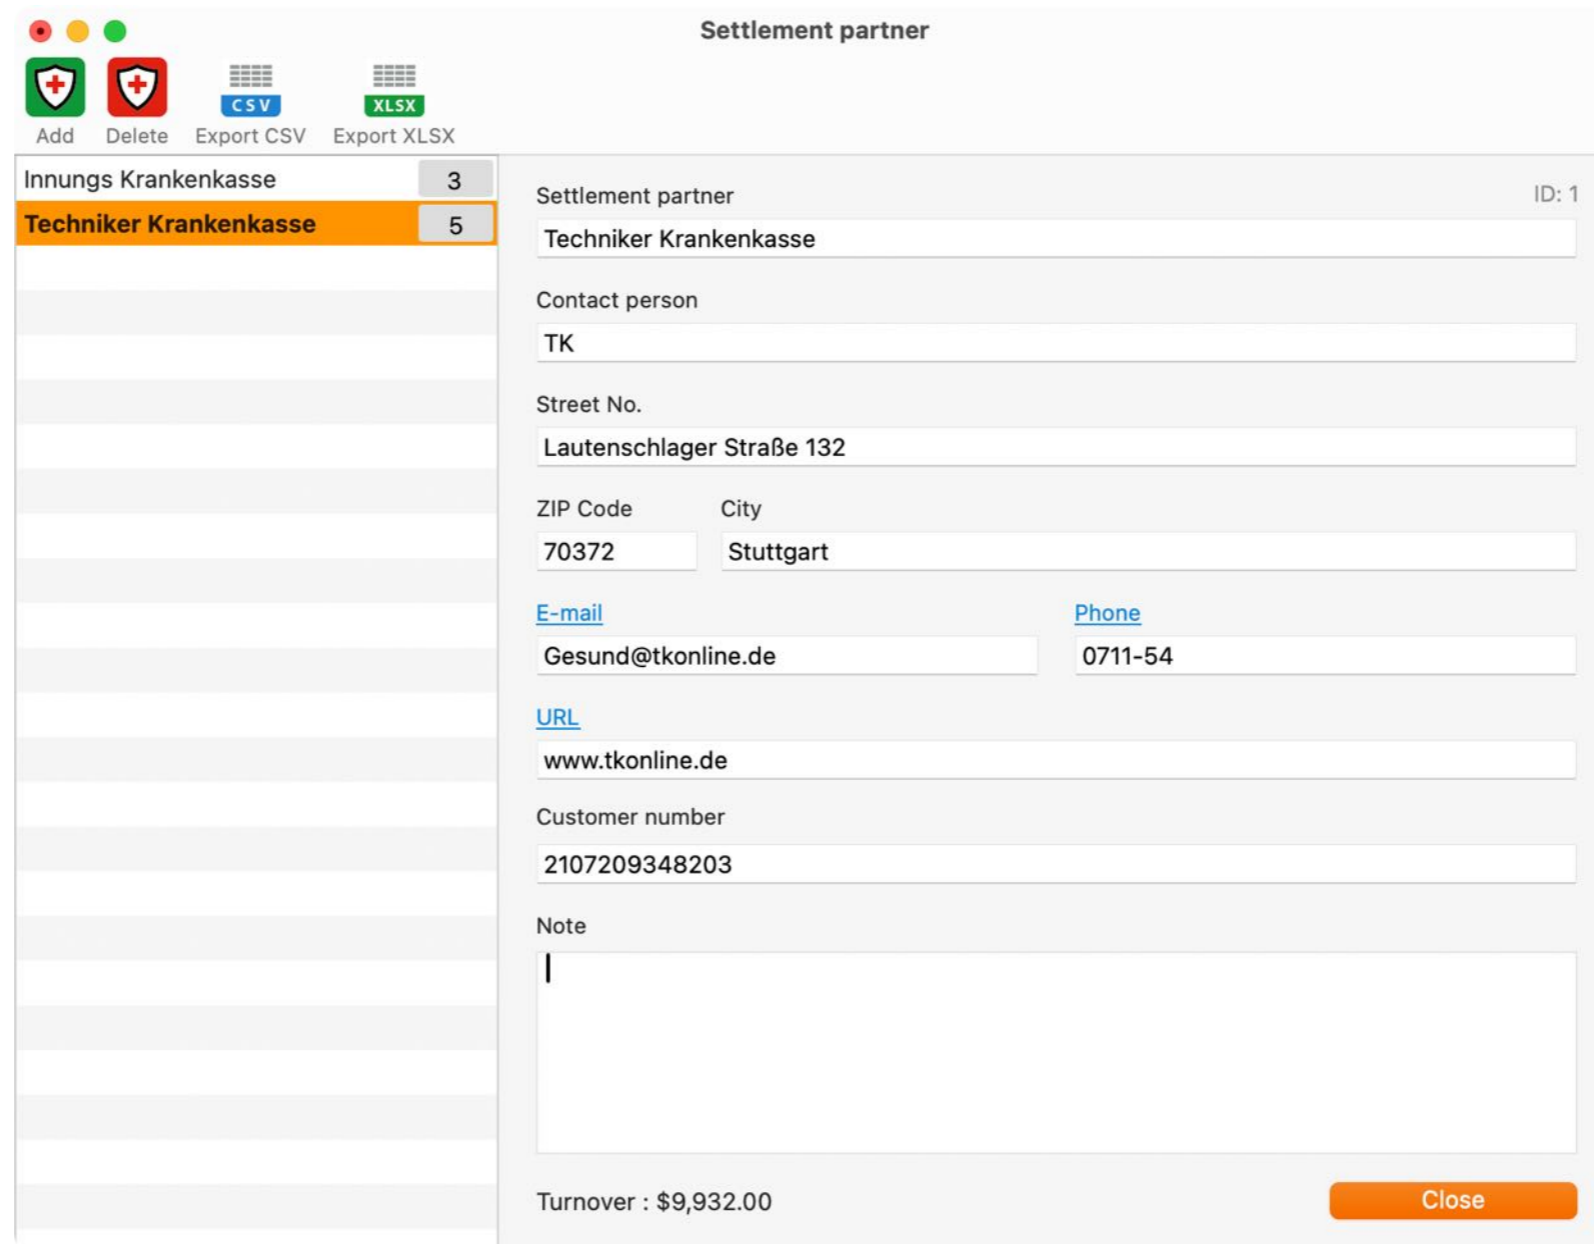 Settlement partner
CSV
XLSX
Add Delete Export CSV Export XLSX
Innungs Krankenkasse 3
Techniker Krankenkasse 5
Settlement partner ID: 1
Techniker Krankenkasse
Contact person
TK
Street No.
Lautenschlager Straße 132
ZIP Code City
70372 Stuttgart
E-mail Phone
Gesund@tkonline.de 0711-54
URL
www.tkonline.de
Customer number
2107209348203
Note
Turnover : $9,932.00 Close